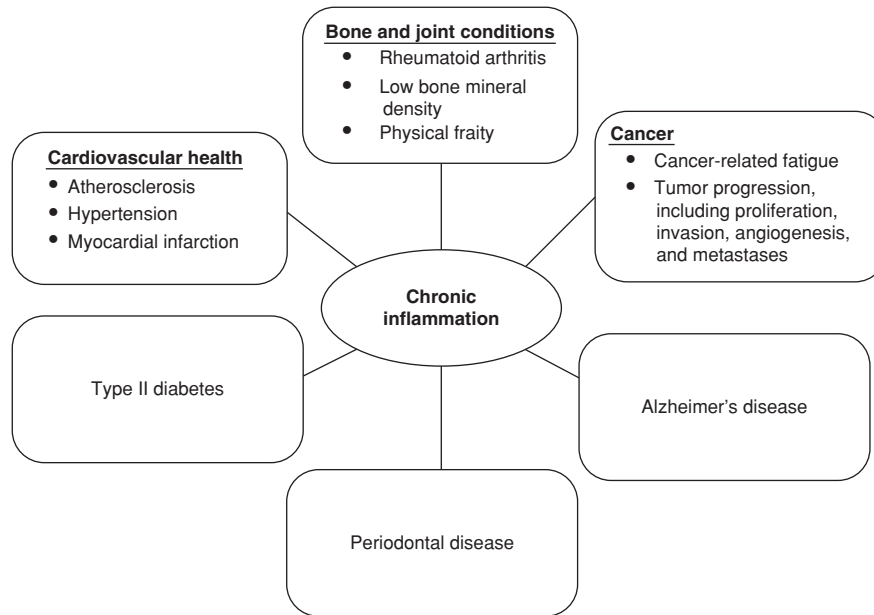 Bone and joint conditions
• Rheumatoid arthritis
• Low bone mineral
density
• Physical fraity
Cardiovascular health
• Atherosclerosis
• Hypertension
• Myocardial infarction
Cancer
• Cancer-related fatigue
• Tumor progression,
including proliferation,
invasion, angiogenesis,
and metastases
Chronic
inflammation
Type II diabetes
Alzheimer’s disease
Periodontal disease